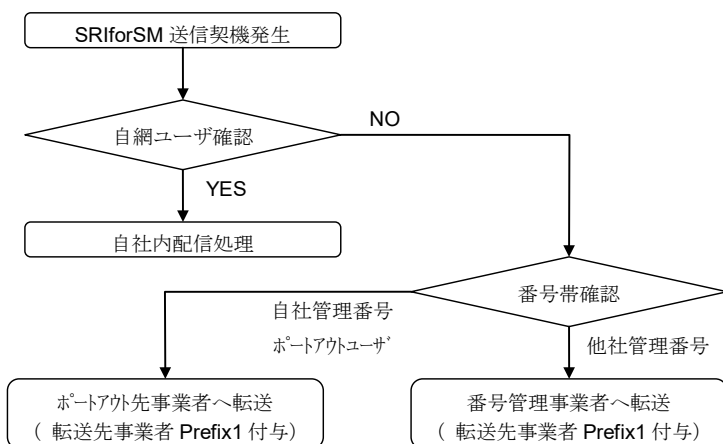 SRIforSM 送信契機発生
自網ユーザ確認
NO
YES
自社内配信処理
番号帯確認
自社管理番号
ﾎﾟｰﾄｱｳﾄﾕｰｻﾞ
他社管理番号
ﾎﾟｰﾄｱｳﾄ先事業者へ転送
( 転送先事業者 Prefix1 付与)
番号管理事業者へ転送
( 転送先事業者 Prefix1 付与)